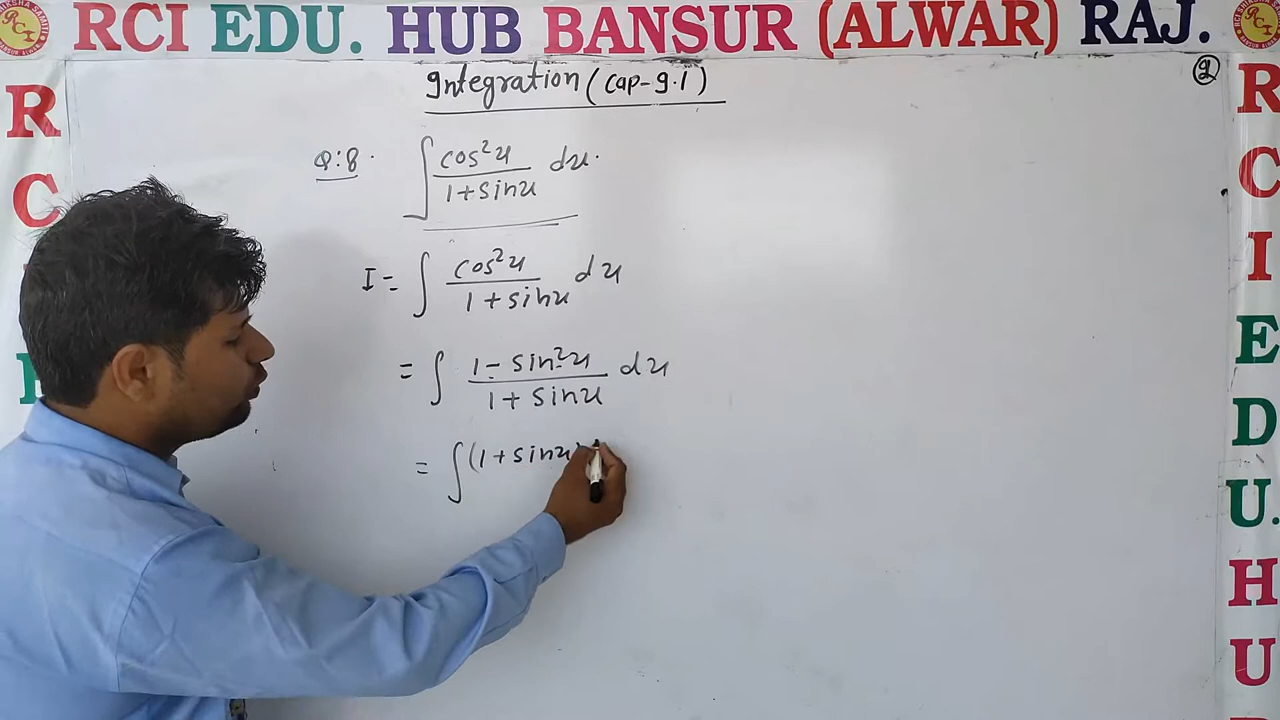 RCI EDU. HUB BANSUR (ALWAR) RAJ.
Integration (Cap-9.1)
2
Q:8. ∫ cos²x / 1+sinx dx.
I = ∫ cos²x / 1+sinx dx
= ∫ 1-sin²x / 1+sinx dx
= ∫ (1+sinx)
R
C
R
C
I
E
D
U.
H
U